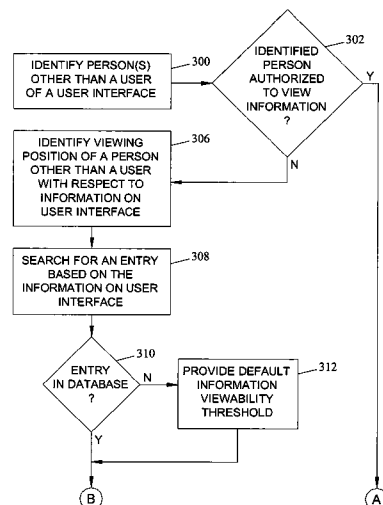 IDENTIFY PERSON(S)
OTHER THAN A USER
OF A USER INTERFACE
300
IDENTIFIED
PERSON
AUTHORIZED
TO VIEW
INFORMATION
?
302
Y
N
IDENTIFY VIEWING
POSITION OF A PERSON
OTHER THAN A USER
WITH RESPECT TO
INFORMATION ON
USER INTERFACE
306
SEARCH FOR AN ENTRY
BASED ON THE
INFORMATION ON USER
INTERFACE
308
ENTRY
IN DATABASE
?
310
N
Y
PROVIDE DEFAULT
INFORMATION
VIEWABILITY
THRESHOLD
312
B
A